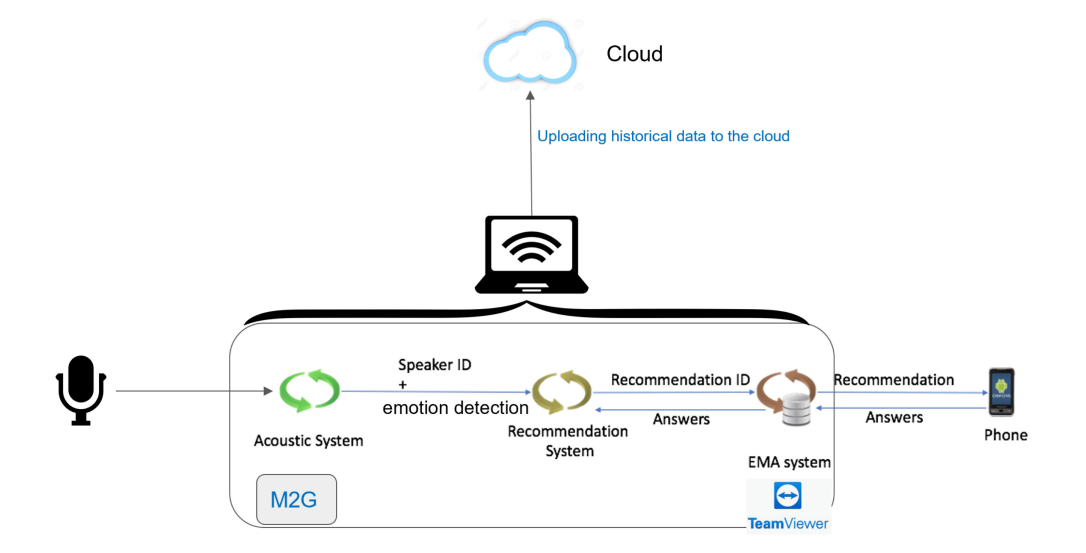 Cloud
Uploading historical data to the cloud
Speaker ID
+
emotion detection
Recommendation ID
Recommendation
Answers
Answers
Acoustic System
Recommendation
System
EMA system
Phone
M2G
TeamViewer